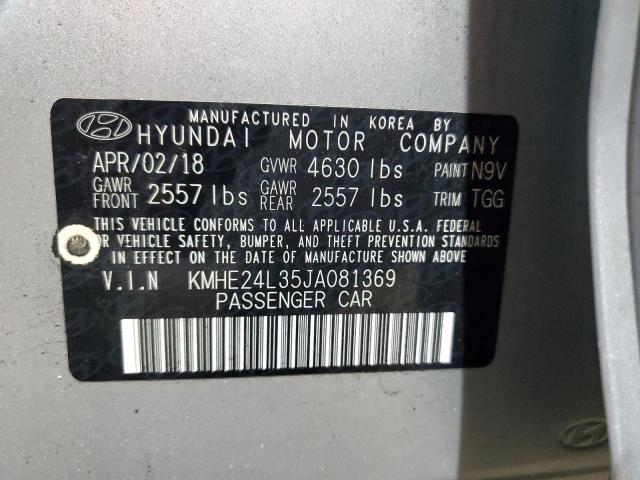 MANUFACTURED IN KOREA BY
HYUNDAI MOTOR COMPANY
APR/02/18 GVWR 4630 lbs PAINT N9V
GAWR FRONT 2557 lbs GAWR REAR 2557 lbs TRIM TGG
THIS VEHICLE CONFORMS TO ALL APPLICABLE U.S.A. FEDERAL
MOTOR VEHICLE SAFETY, BUMPER, AND THEFT PREVENTION
STANDARDS IN EFFECT ON THE DATE OF MANUFACTURE
V.I.N KMHE24L35JA081369
PASSENGER CAR